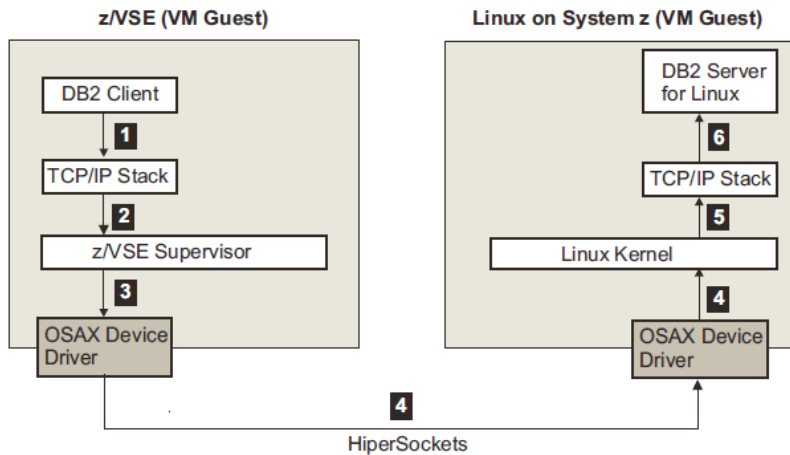 z/VSE (VM Guest)
DB2 Client
1
TCP/IP Stack
2
z/VSE Supervisor
3
OSAX Device
Driver
4
HiperSockets
Linux on System z (VM Guest)
DB2 Server
for Linux
6
TCP/IP Stack
5
Linux Kernel
4
OSAX Device
Driver